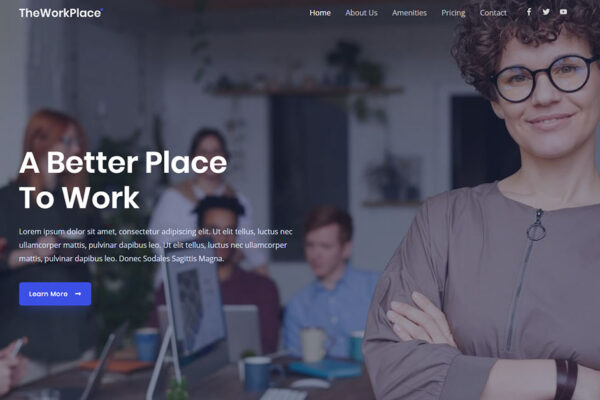 TheWorkPlace
Home About Us Amenities Pricing Contact
A Better Place
To Work
Lorem ipsum dolor sit amet, consectetur adipiscing elit. Ut elit tellus, luctus nec
ullamcorper mattis, pulvinar dapibus leo. Ut elit tellus, luctus nec ullamcorper
mattis, pulvinar dapibus leo. Donec Sodales Sagittis Magna.
Learn More